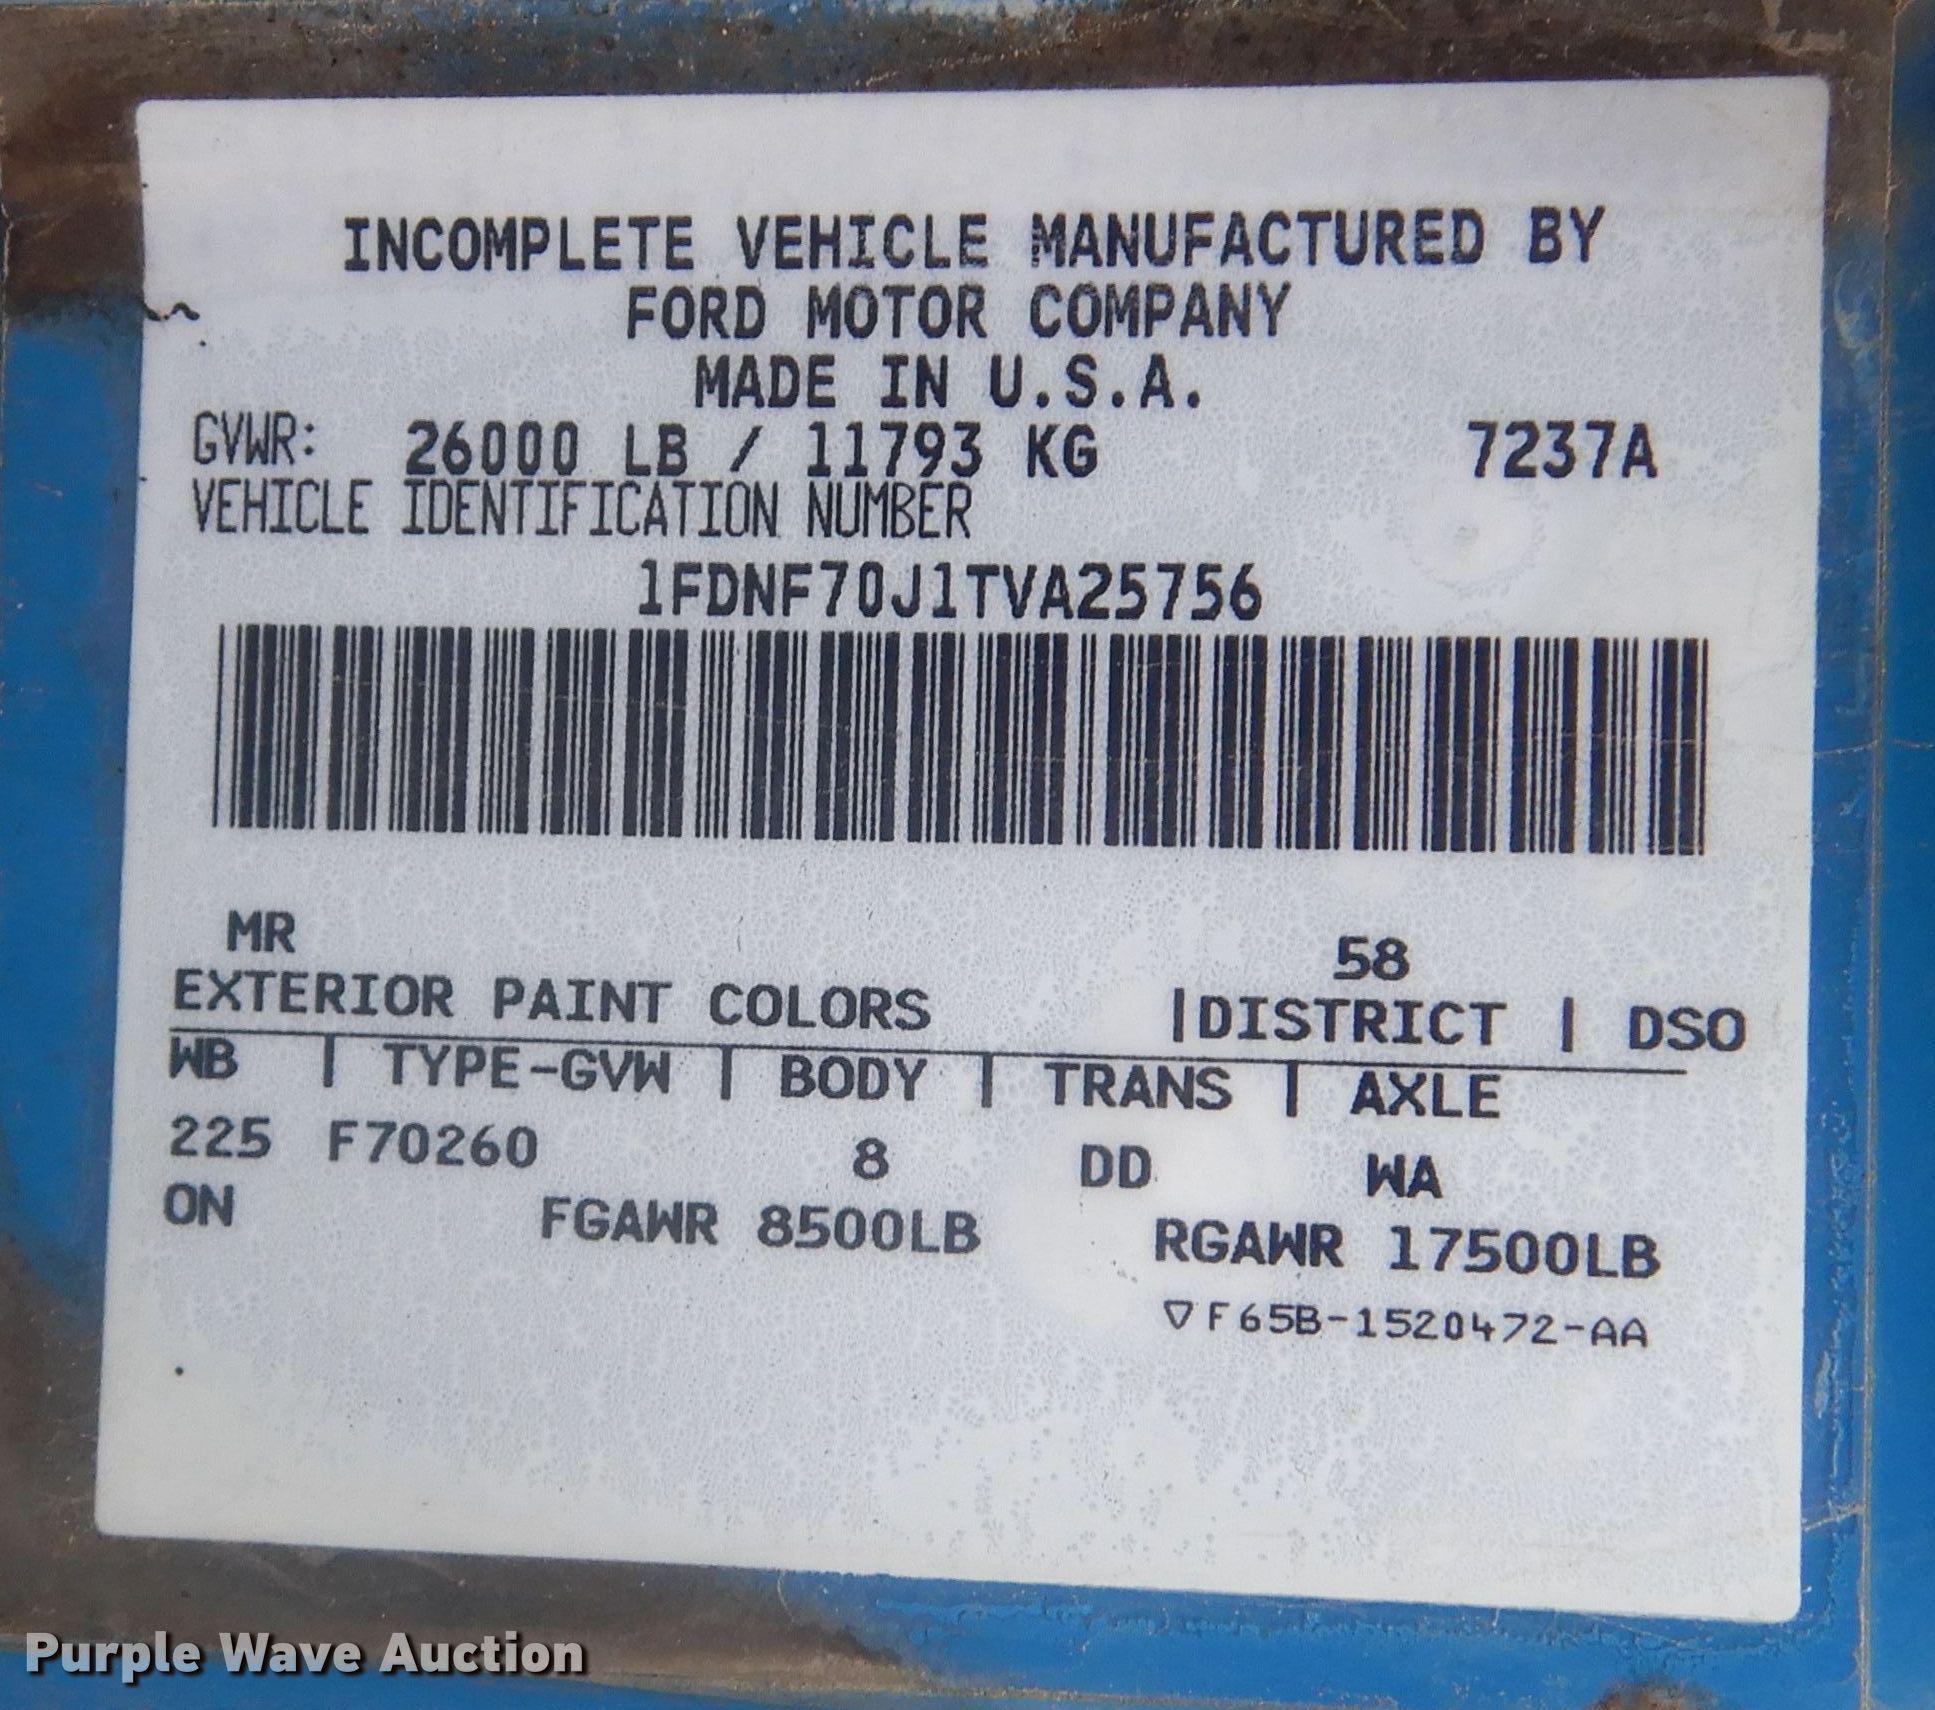 INCOMPLETE VEHICLE MANUFACTURED BY
FORD MOTOR COMPANY
MADE IN U.S.A.
GVWR: 26000 LB / 11793 KG 7237A
VEHICLE IDENTIFICATION NUMBER
1FDNF70J1TVA25756
MR 58
EXTERIOR PAINT COLORS |DISTRICT | DSO
WB | TYPE-GVW | BODY | TRANS | AXLE
225 F70260 8 DD WA
ON FGAWR 8500LB RGAWR 17500LB
▽F65B-1520472-AA
Purple Wave Auction